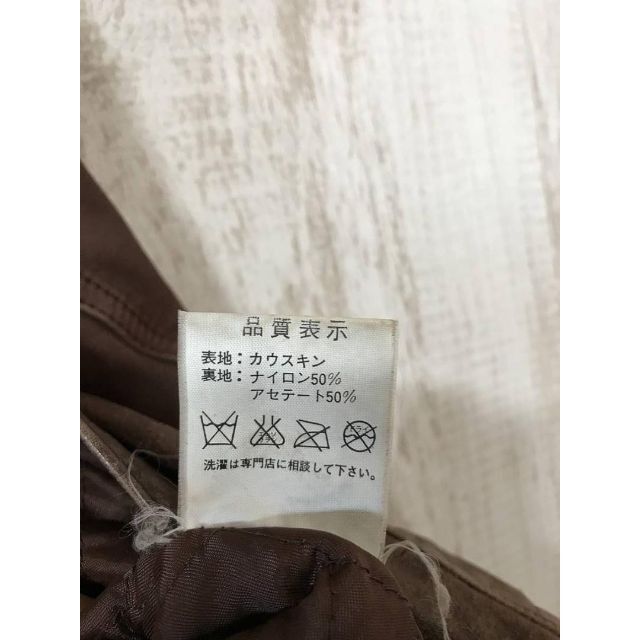 品質表示
表地：カウスキン
裏地：ナイロン50%
アセテート50%
洗濯は専門店に相談して下さい。